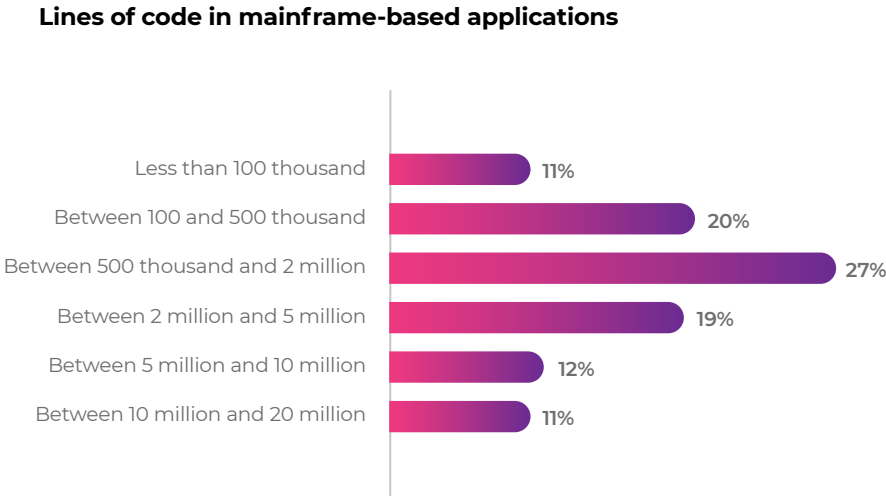 Lines of code in mainframe-based applications
Less than 100 thousand 11%
Between 100 and 500 thousand 20%
Between 500 thousand and 2 million 27%
Between 2 million and 5 million 19%
Between 5 million and 10 million 12%
Between 10 million and 20 million 11%